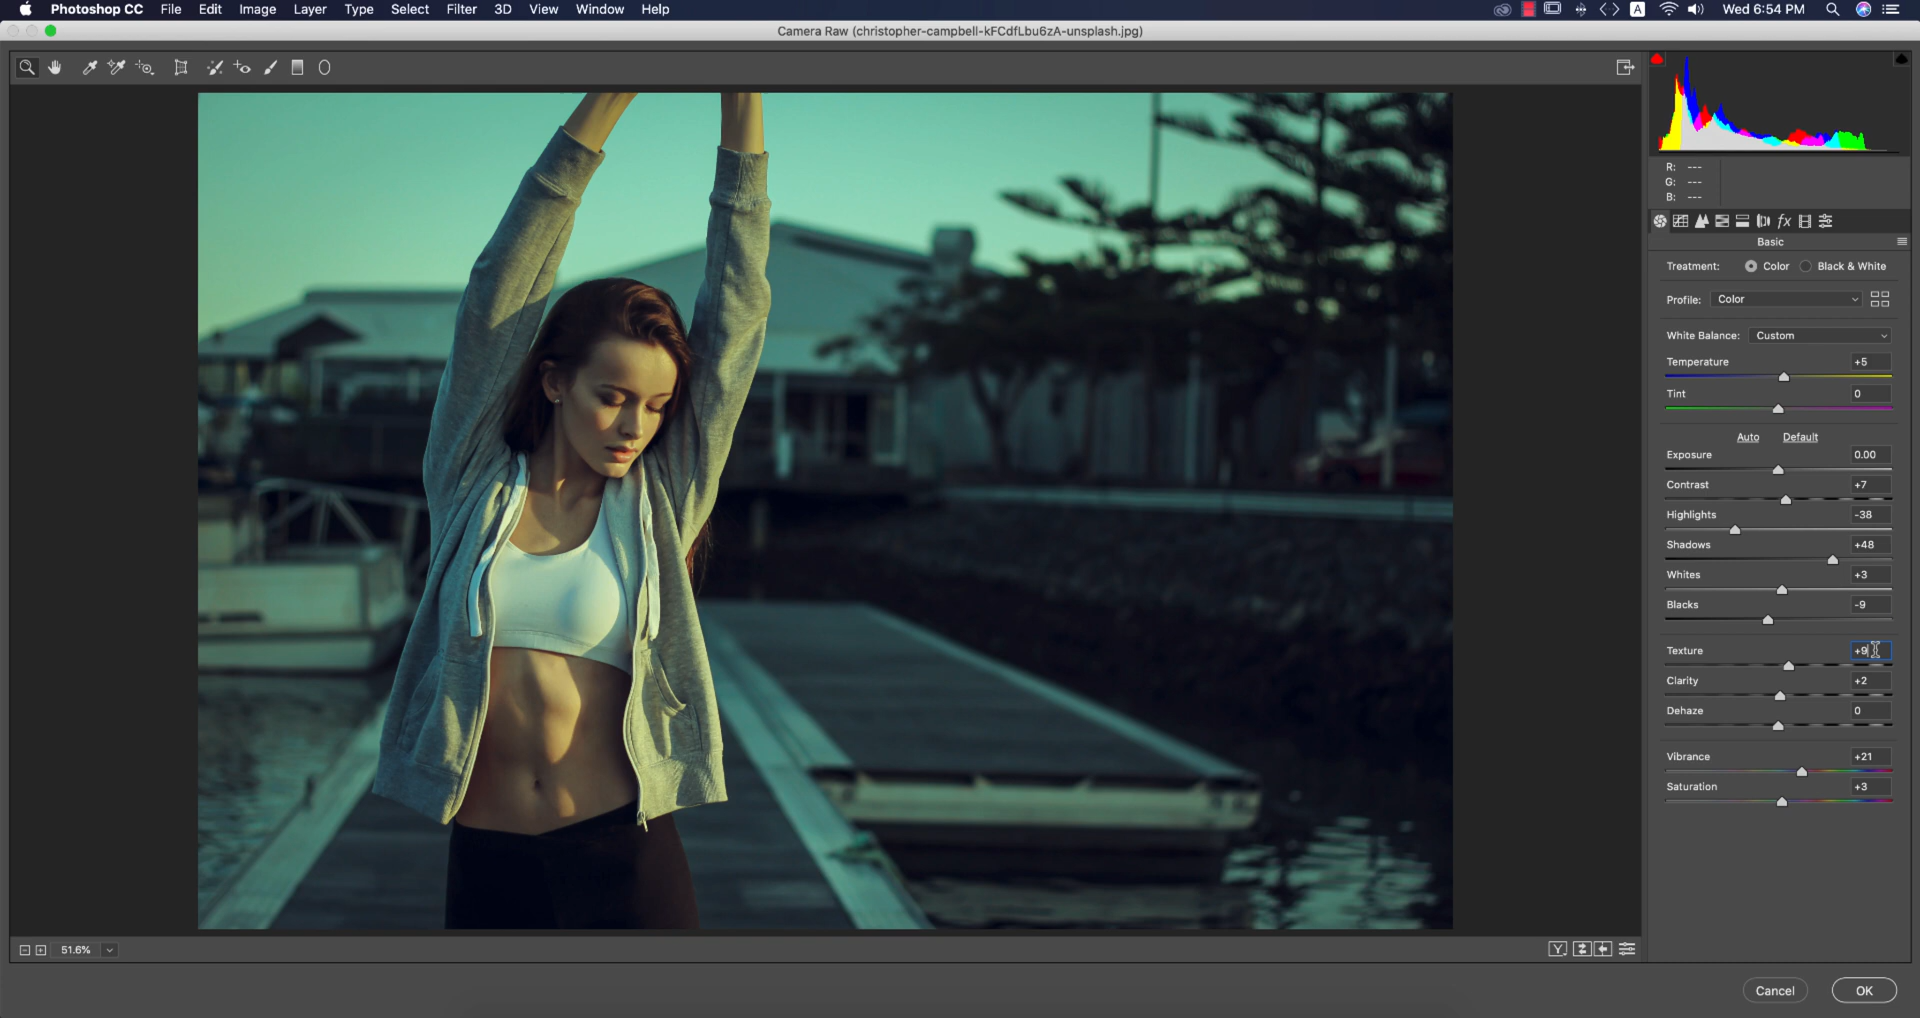 Photoshop CC File Edit Image Layer Type Select Filter 3D View Window Help A Wed 6:54 PM
Camera Raw (christopher-campbell-kFCdfLbu6zA-unsplash.jpg)
R: ---
G: ---
B: ---
fx
Basic
Treatment: Color Black & White
Profile: Color
White Balance: Custom
Temperature +5
Tint 0
Auto Default
Exposure 0.00
Contrast +7
Highlights -38
Shadows +48
Whites +3
Blacks -9
Texture +9
Clarity +2
Dehaze 0
Vibrance +21
Saturation +3
51.6% Y
Cancel OK